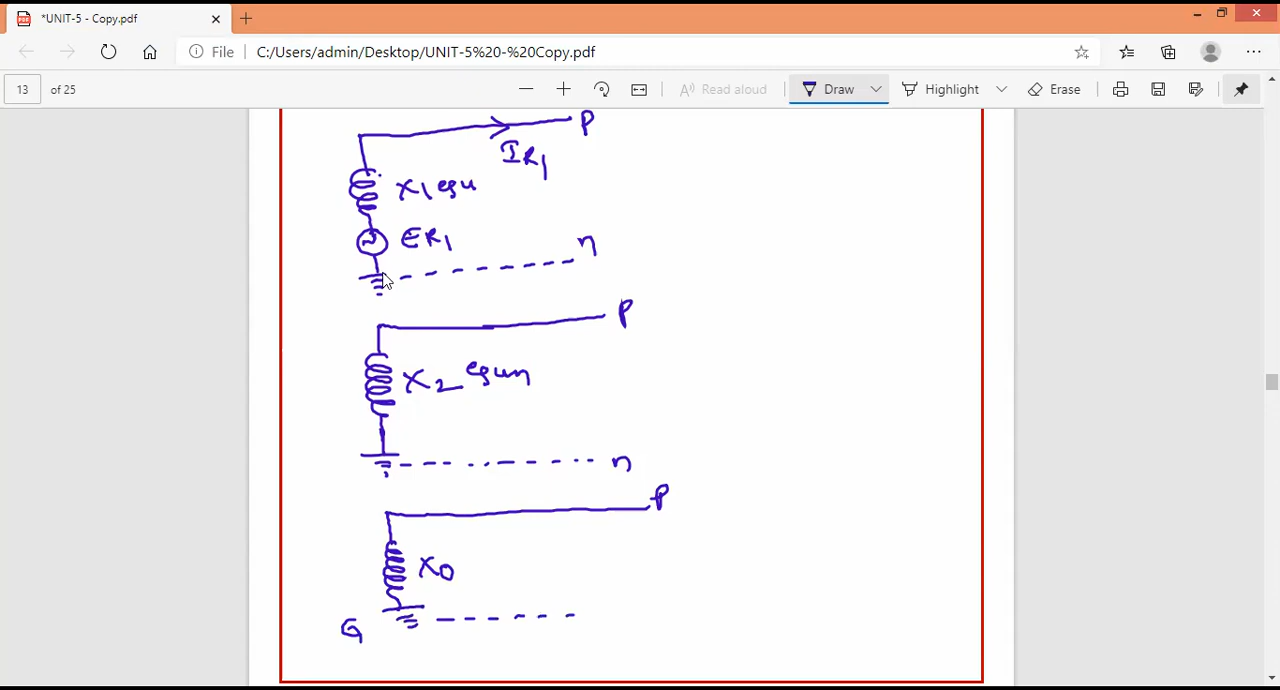 *UNIT-5 - Copy.pdf
File C:/Users/admin/Desktop/UNIT-5%20-%20Copy.pdf
13 of 25 Read aloud Draw Highlight Erase
P
IR1
X1 equ
ER1
n
P
X2 equn
n
P
X0
G